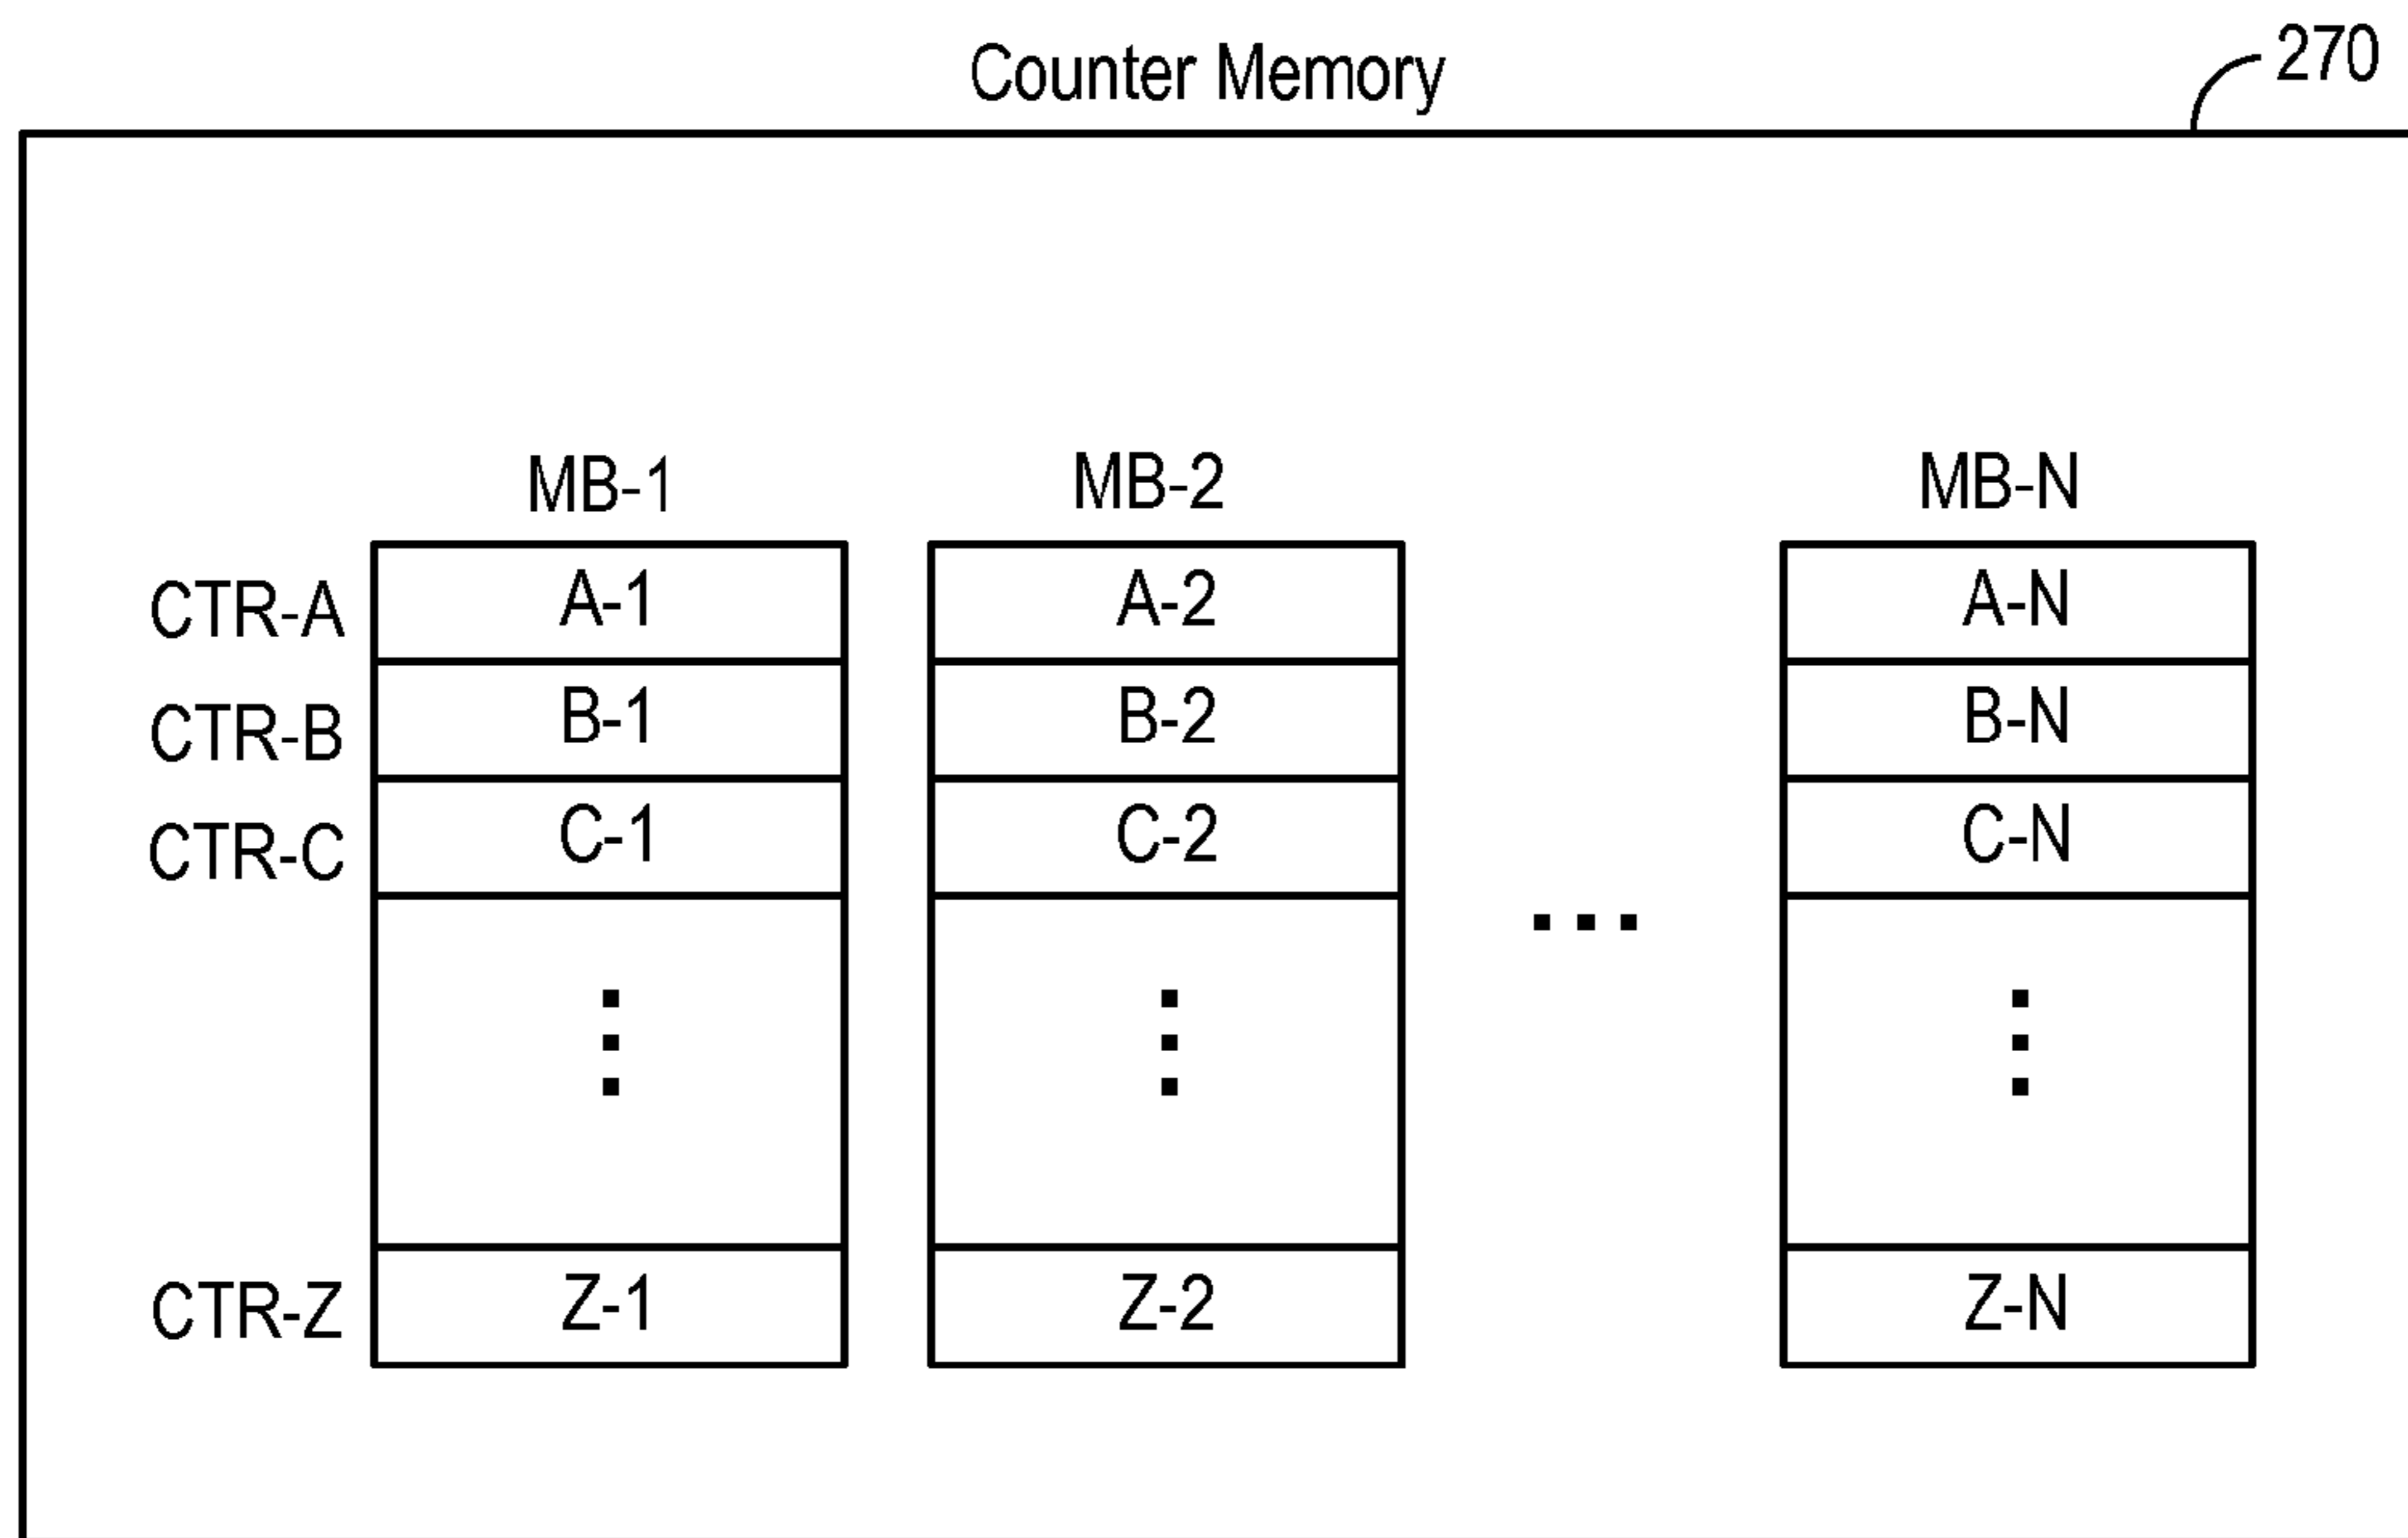 Counter Memory
270
MB-1 MB-2 MB-N
CTR-A A-1 A-2 A-N
CTR-B B-1 B-2 B-N
CTR-C C-1 C-2 C-N
...
CTR-Z Z-1 Z-2 Z-N